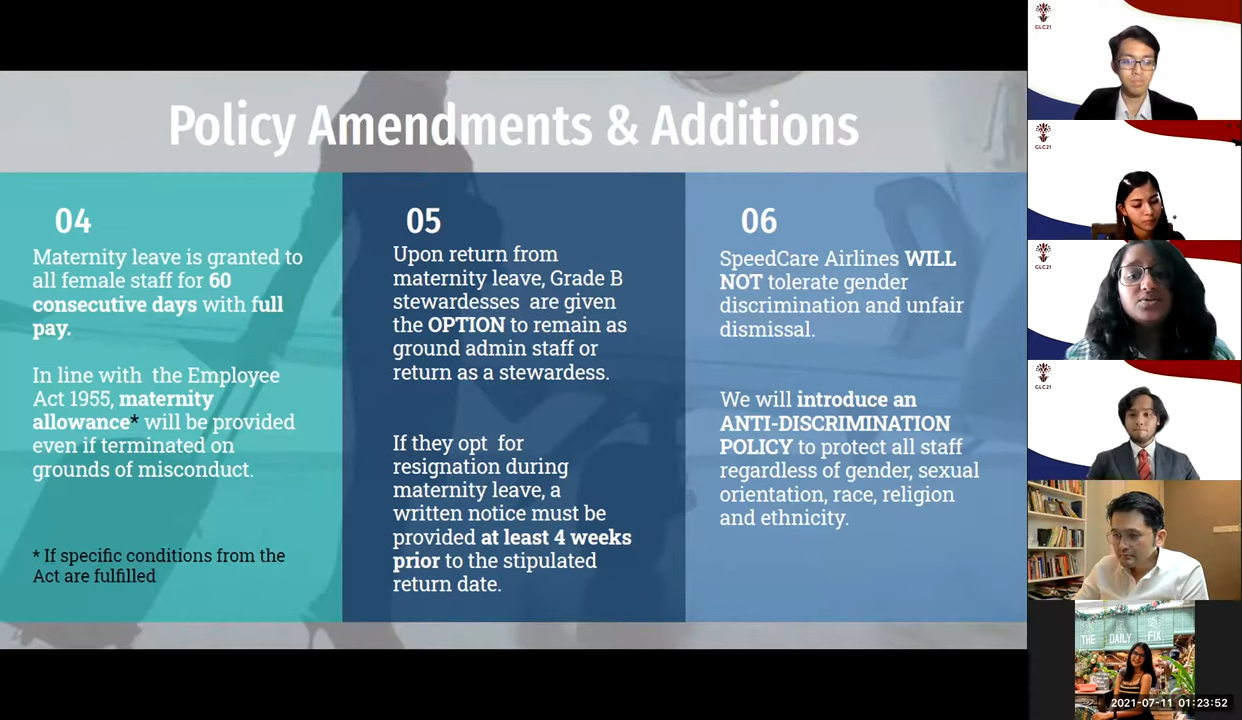 Policy Amendments & Additions
04
Maternity leave is granted to
all female staff for 60
consecutive days with full
pay.
In line with the Employee
Act 1955, maternity
allowance* will be provided
even if terminated on
grounds of misconduct.
* If specific conditions from the
Act are fulfilled
05
Upon return from
maternity leave, Grade B
stewardesses are given
the OPTION to remain as
ground admin staff or
return as a stewardess.
If they opt for
resignation during
maternity leave, a
written notice must be
provided at least 4 weeks
prior to the stipulated
return date.
06
SpeedCare Airlines WILL
NOT tolerate gender
discrimination and unfair
dismissal.
We will introduce an
ANTI-DISCRIMINATION
POLICY to protect all staff
regardless of gender, sexual
orientation, race, religion
and ethnicity.
GLC21
GLC21
GLC21
GLC21
THE DAILY FIX
2021-07-11 01:23:52